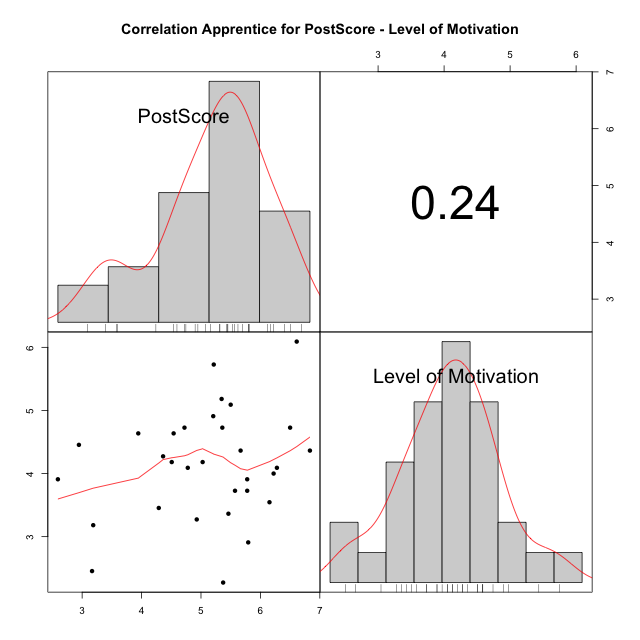 Correlation Apprentice for PostScore - Level of Motivation
3 4 5 6
PostScore
0.24
7
6
5
4
3
6
5
4
3
Level of Motivation
3 4 5 6 7